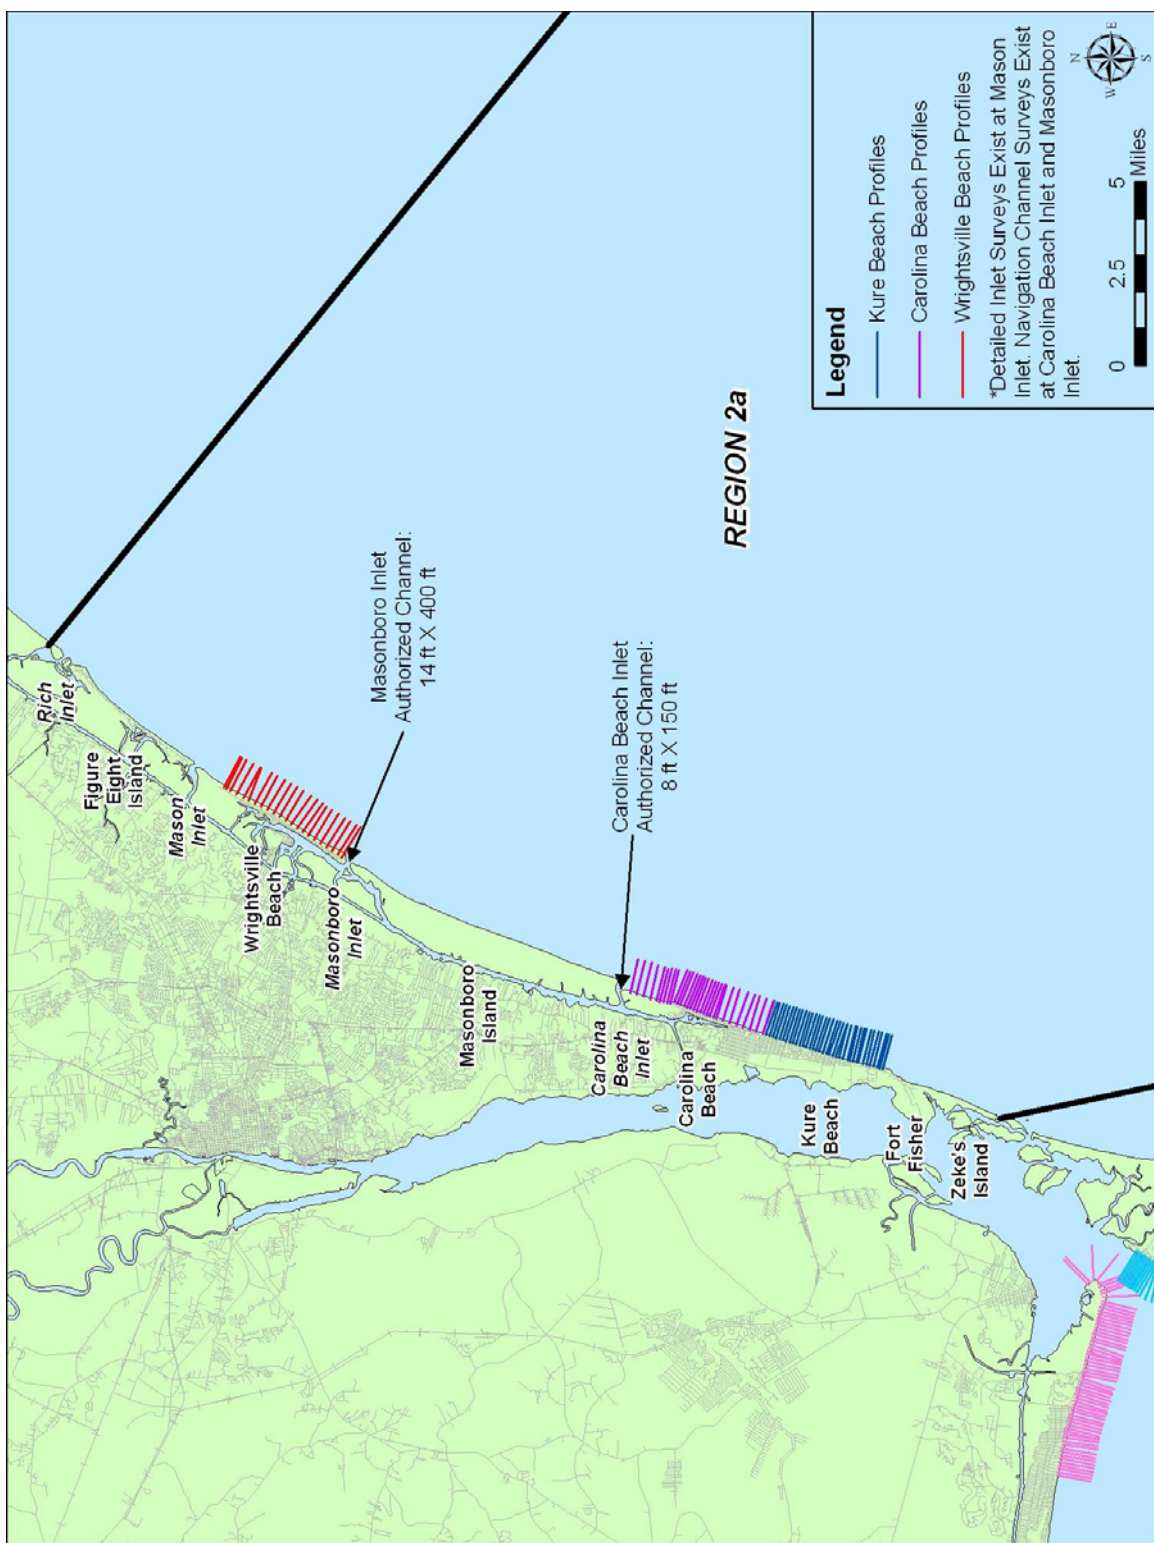 Rich
Inlet
Figure
Eight
Island
Mason
Inlet
Wrightsville
Beach
Masonboro
Inlet
Masonboro Inlet
Authorized Channel:
14 ft X 400 ft
Masonboro
Island
Carolina Beach Inlet
Authorized Channel:
8 ft X 150 ft
Carolina
Beach
Inlet
Carolina
Beach
Kure
Beach
Fort
Fisher
Zeke's
Island
REGION 2a
Legend
Kure Beach Profiles
Carolina Beach Profiles
Wrightsville Beach Profiles
*Detailed Inlet Surveys Exist at Mason
Inlet. Navigation Channel Surveys Exist
at Carolina Beach Inlet and Masonboro
Inlet.
N
W
E
S
0 2.5 5
Miles